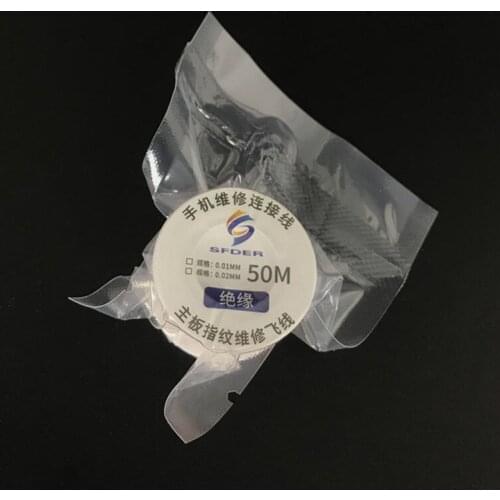 手机维修连接线
SFDER
规格:0.01MM
规格:0.02MM
50M
绝缘
主板指纹维修飞线